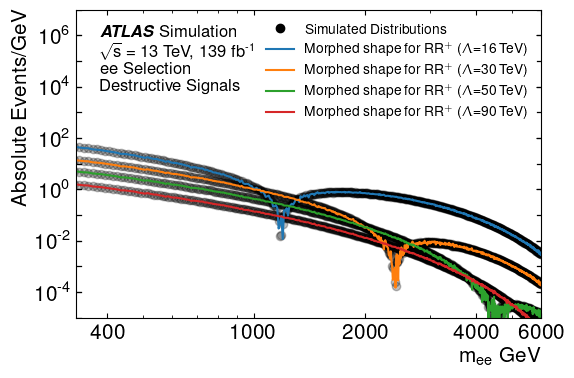 ATLAS Simulation
√s = 13 TeV, 139 fb⁻¹
ee Selection
Destructive Signals
Simulated Distributions
Morphed shape for RR⁺ (Λ=16 TeV)
Morphed shape for RR⁺ (Λ=30 TeV)
Morphed shape for RR⁺ (Λ=50 TeV)
Morphed shape for RR⁺ (Λ=90 TeV)
Absolute Events/GeV
10⁶
10⁴
10²
10⁰
10⁻²
10⁻⁴
400 1000 2000 4000 6000
mₑₑ GeV